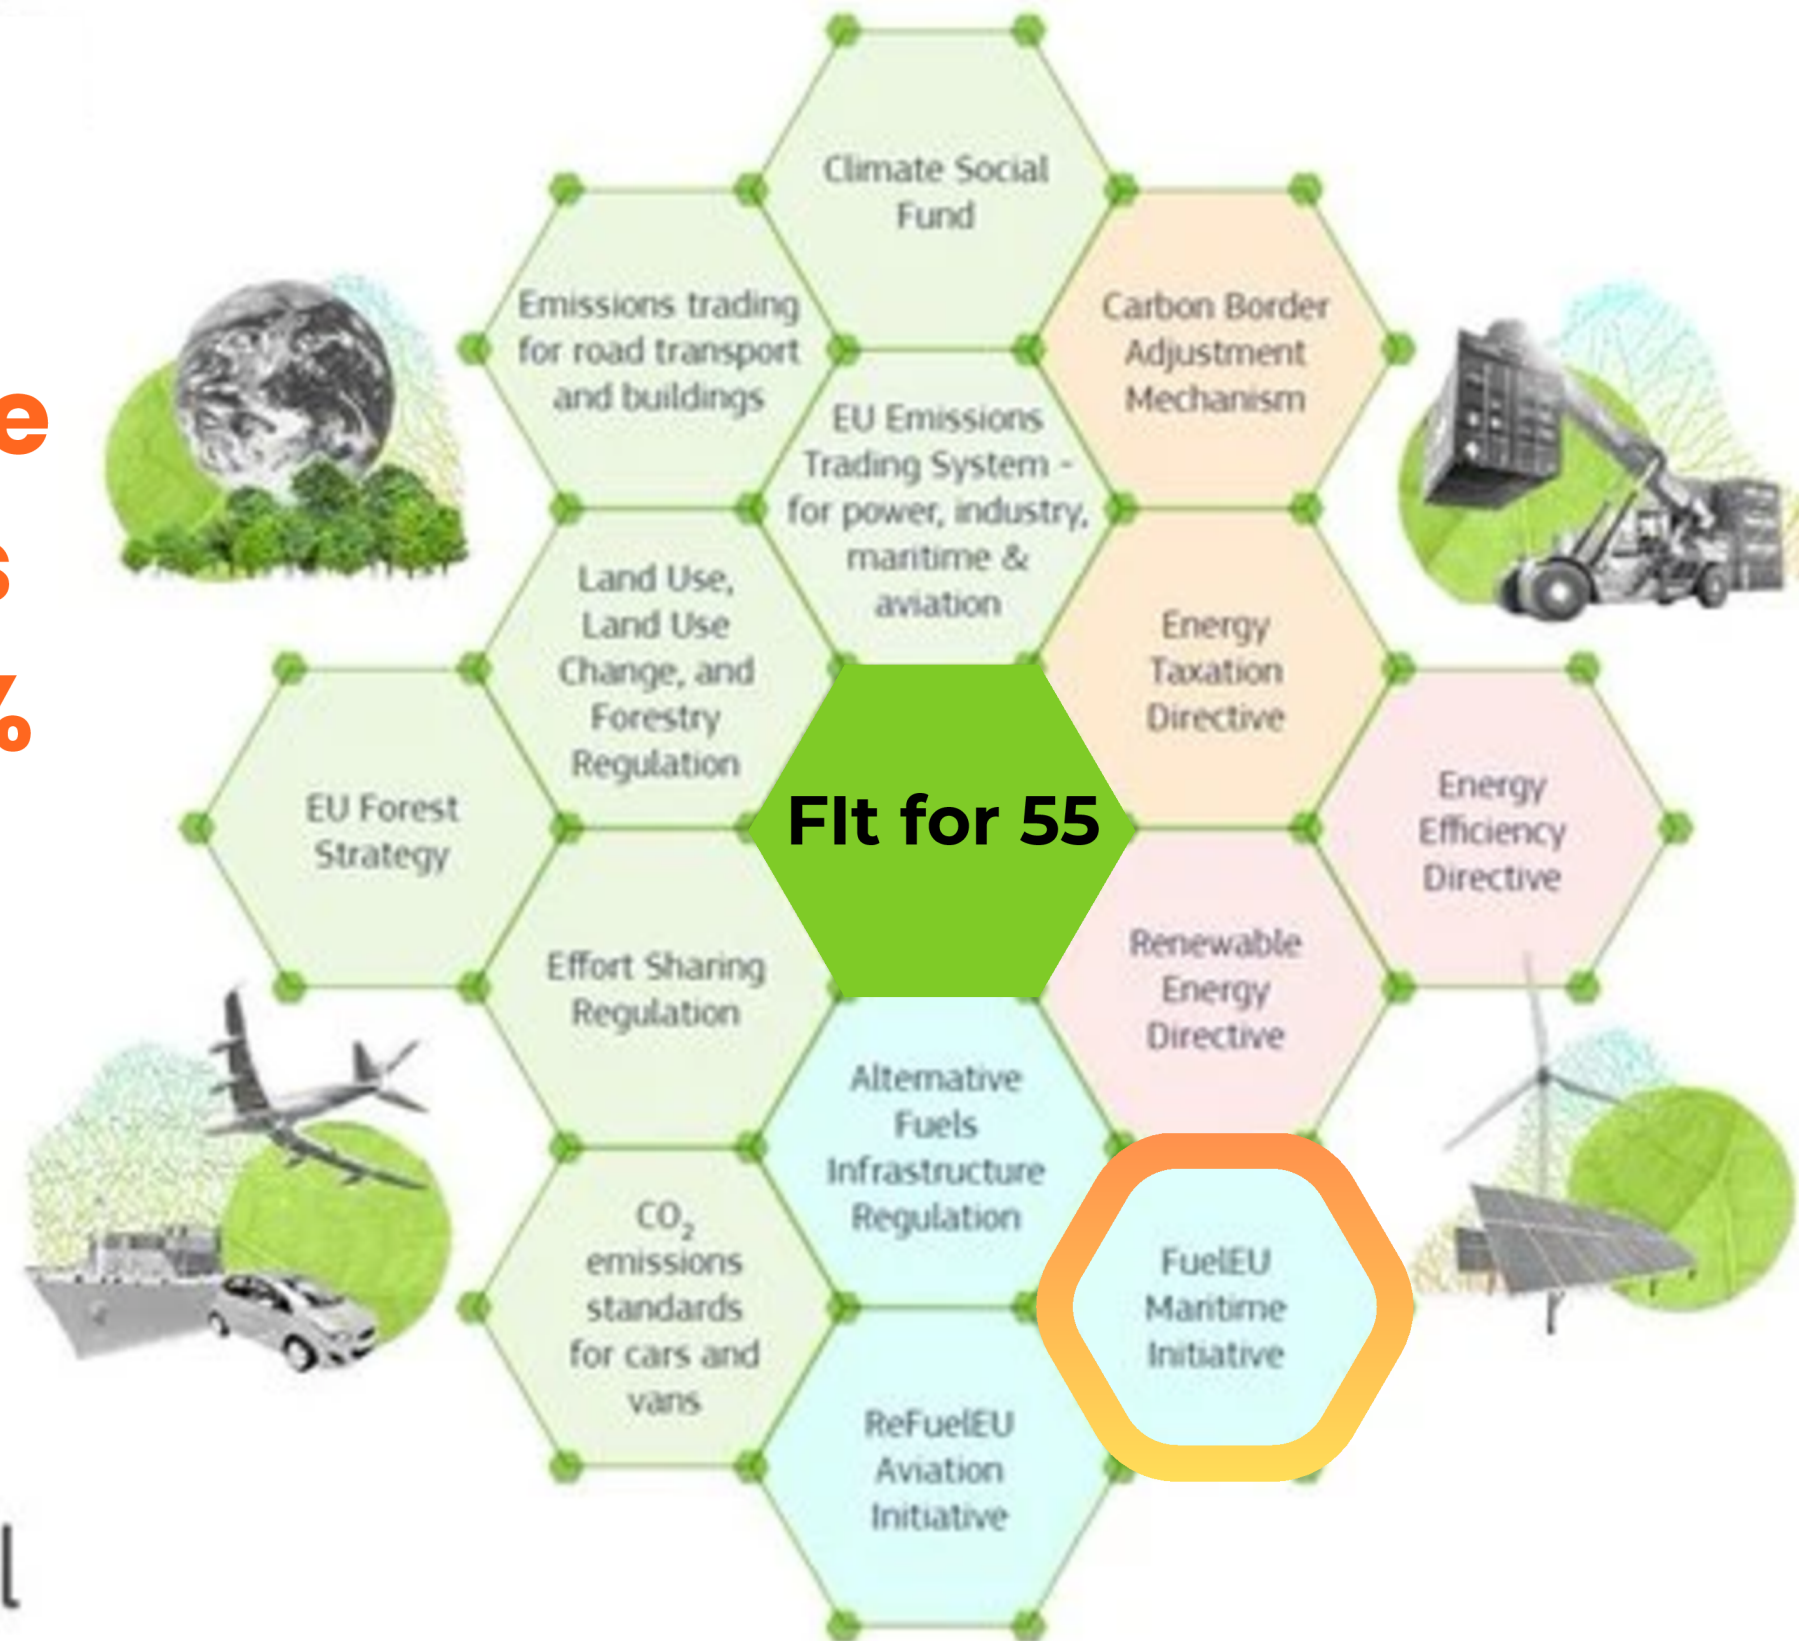 Climate Social
Fund
Emissions trading
for road transport
and buildings
Carbon Border
Adjustment
Mechanism
EU Emissions
Trading System -
for power, industry,
maritime &
aviation
e
s
%
Land Use,
Land Use
Change, and
Forestry
Regulation
Energy
Taxation
Directive
EU Forest
Strategy
FIt for 55
Energy
Efficiency
Directive
Effort Sharing
Regulation
Renewable
Energy
Directive
Alternative
Fuels
Infrastructure
Regulation
CO₂
emissions
standards
for cars and
vans
FuelEU
Maritime
Initiative
ReFuelEU
Aviation
Initiative
l